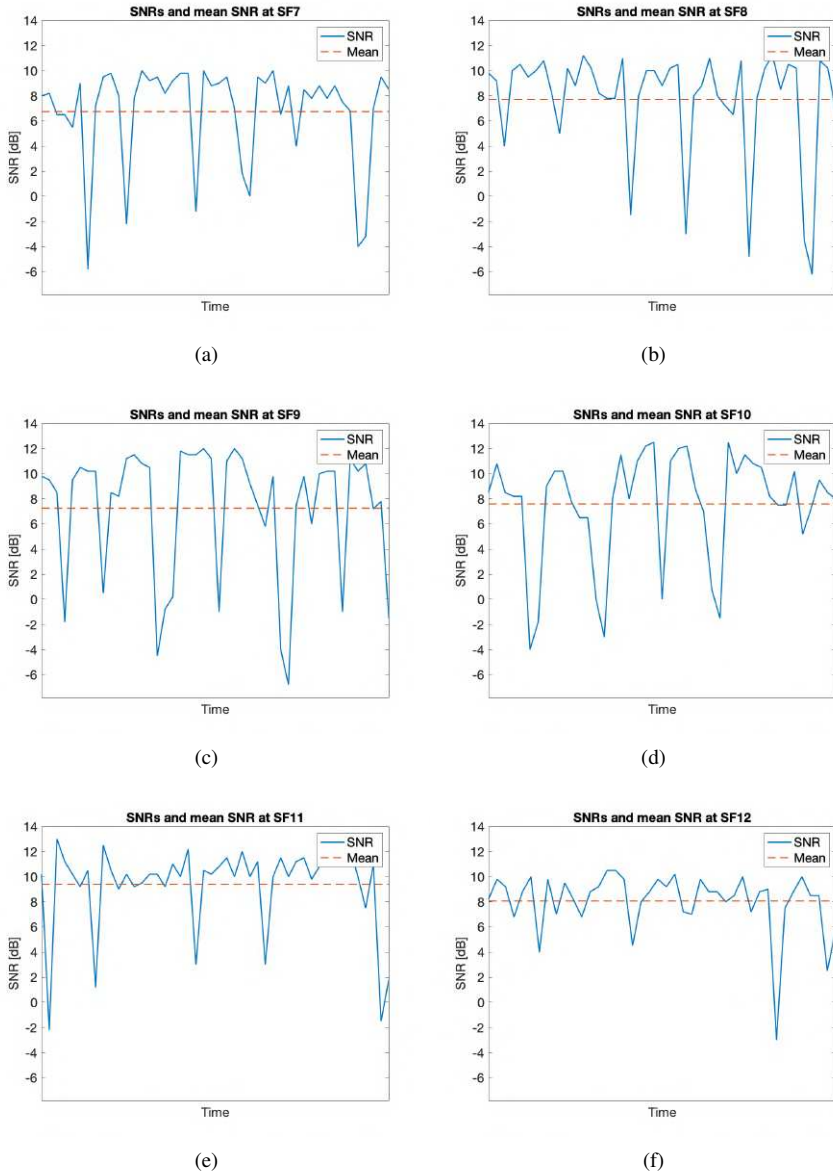 SNRs and mean SNR at SF7
14
12
10
8
6
4
2
0
-2
-4
-6
SNR [dB]
Time
SNR
Mean
(a)
SNRs and mean SNR at SF8
14
12
10
8
6
4
2
0
-2
-4
-6
SNR [dB]
Time
SNR
Mean
(b)
SNRs and mean SNR at SF9
14
12
10
8
6
4
2
0
-2
-4
-6
SNR [dB]
Time
SNR
Mean
(c)
SNRs and mean SNR at SF10
14
12
10
8
6
4
2
0
-2
-4
-6
SNR [dB]
Time
SNR
Mean
(d)
SNRs and mean SNR at SF11
14
12
10
8
6
4
2
0
-2
-4
-6
SNR [dB]
Time
SNR
Mean
(e)
SNRs and mean SNR at SF12
14
12
10
8
6
4
2
0
-2
-4
-6
SNR [dB]
Time
SNR
Mean
(f)